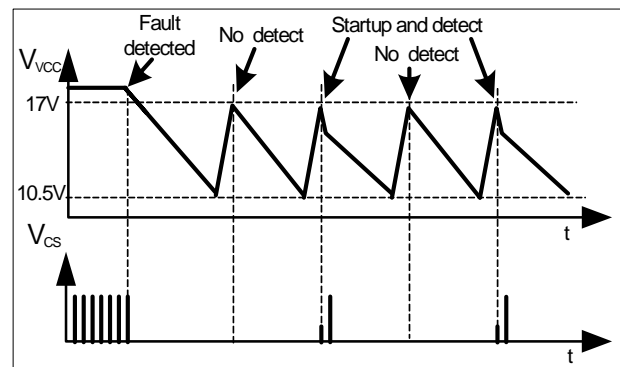 Fault
detected
No detect
Startup and detect
No detect
VVCC
17V
10.5V
t
VCS
t